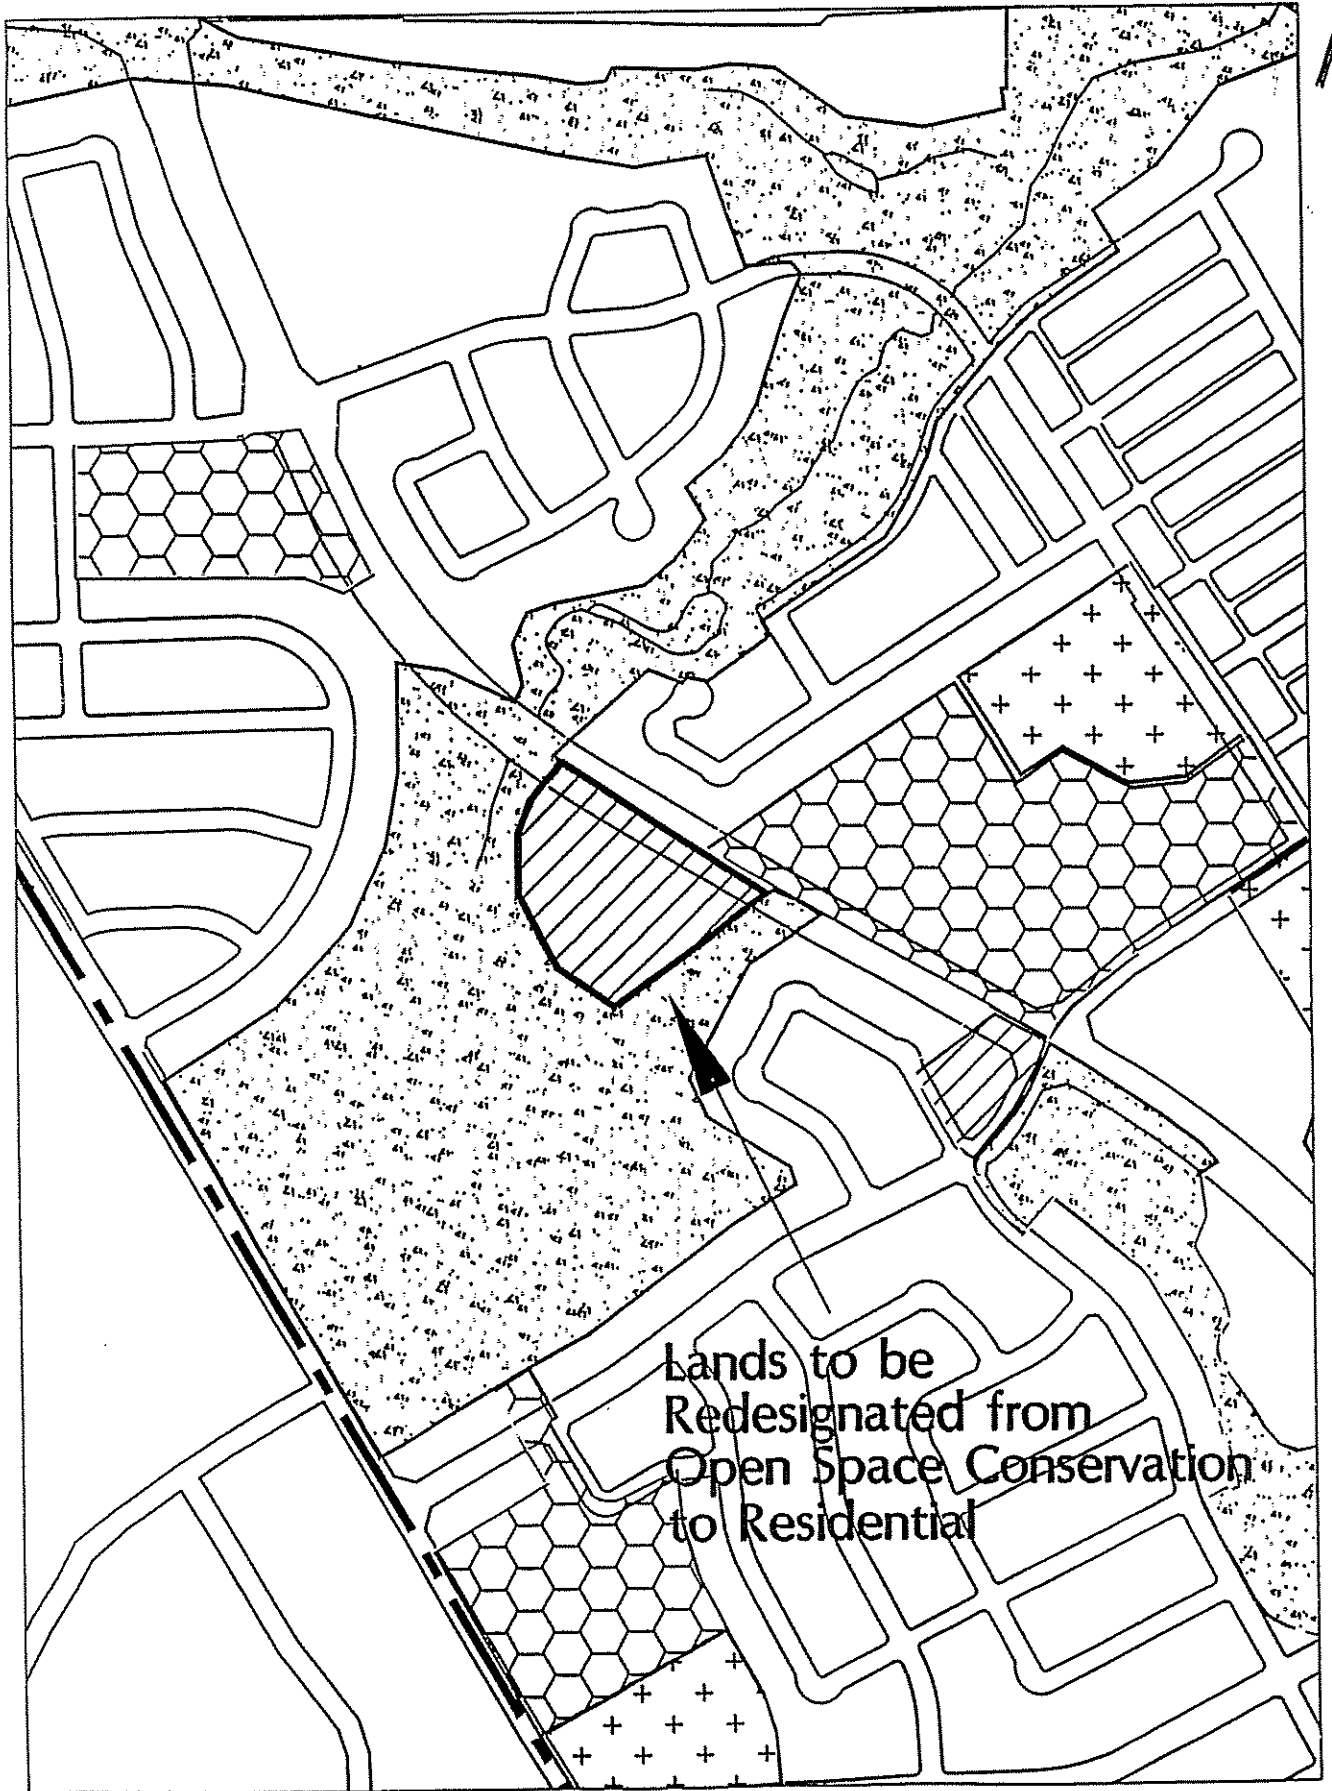 Lands to be
Redesignated from
Open Space Conservation
to Residential